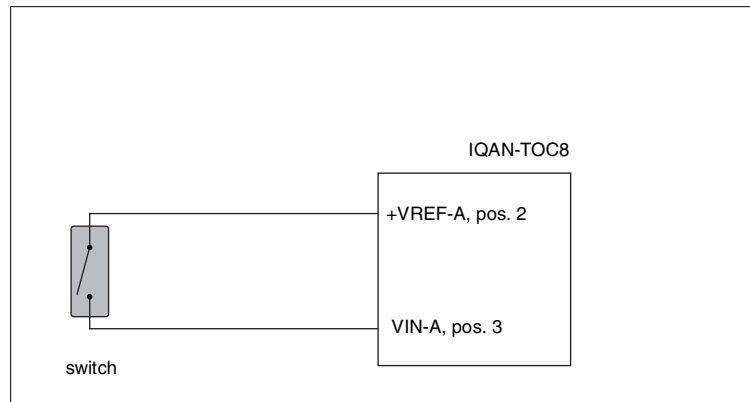 IQAN-TOC8
+VREF-A, pos. 2
VIN-A, pos. 3
switch